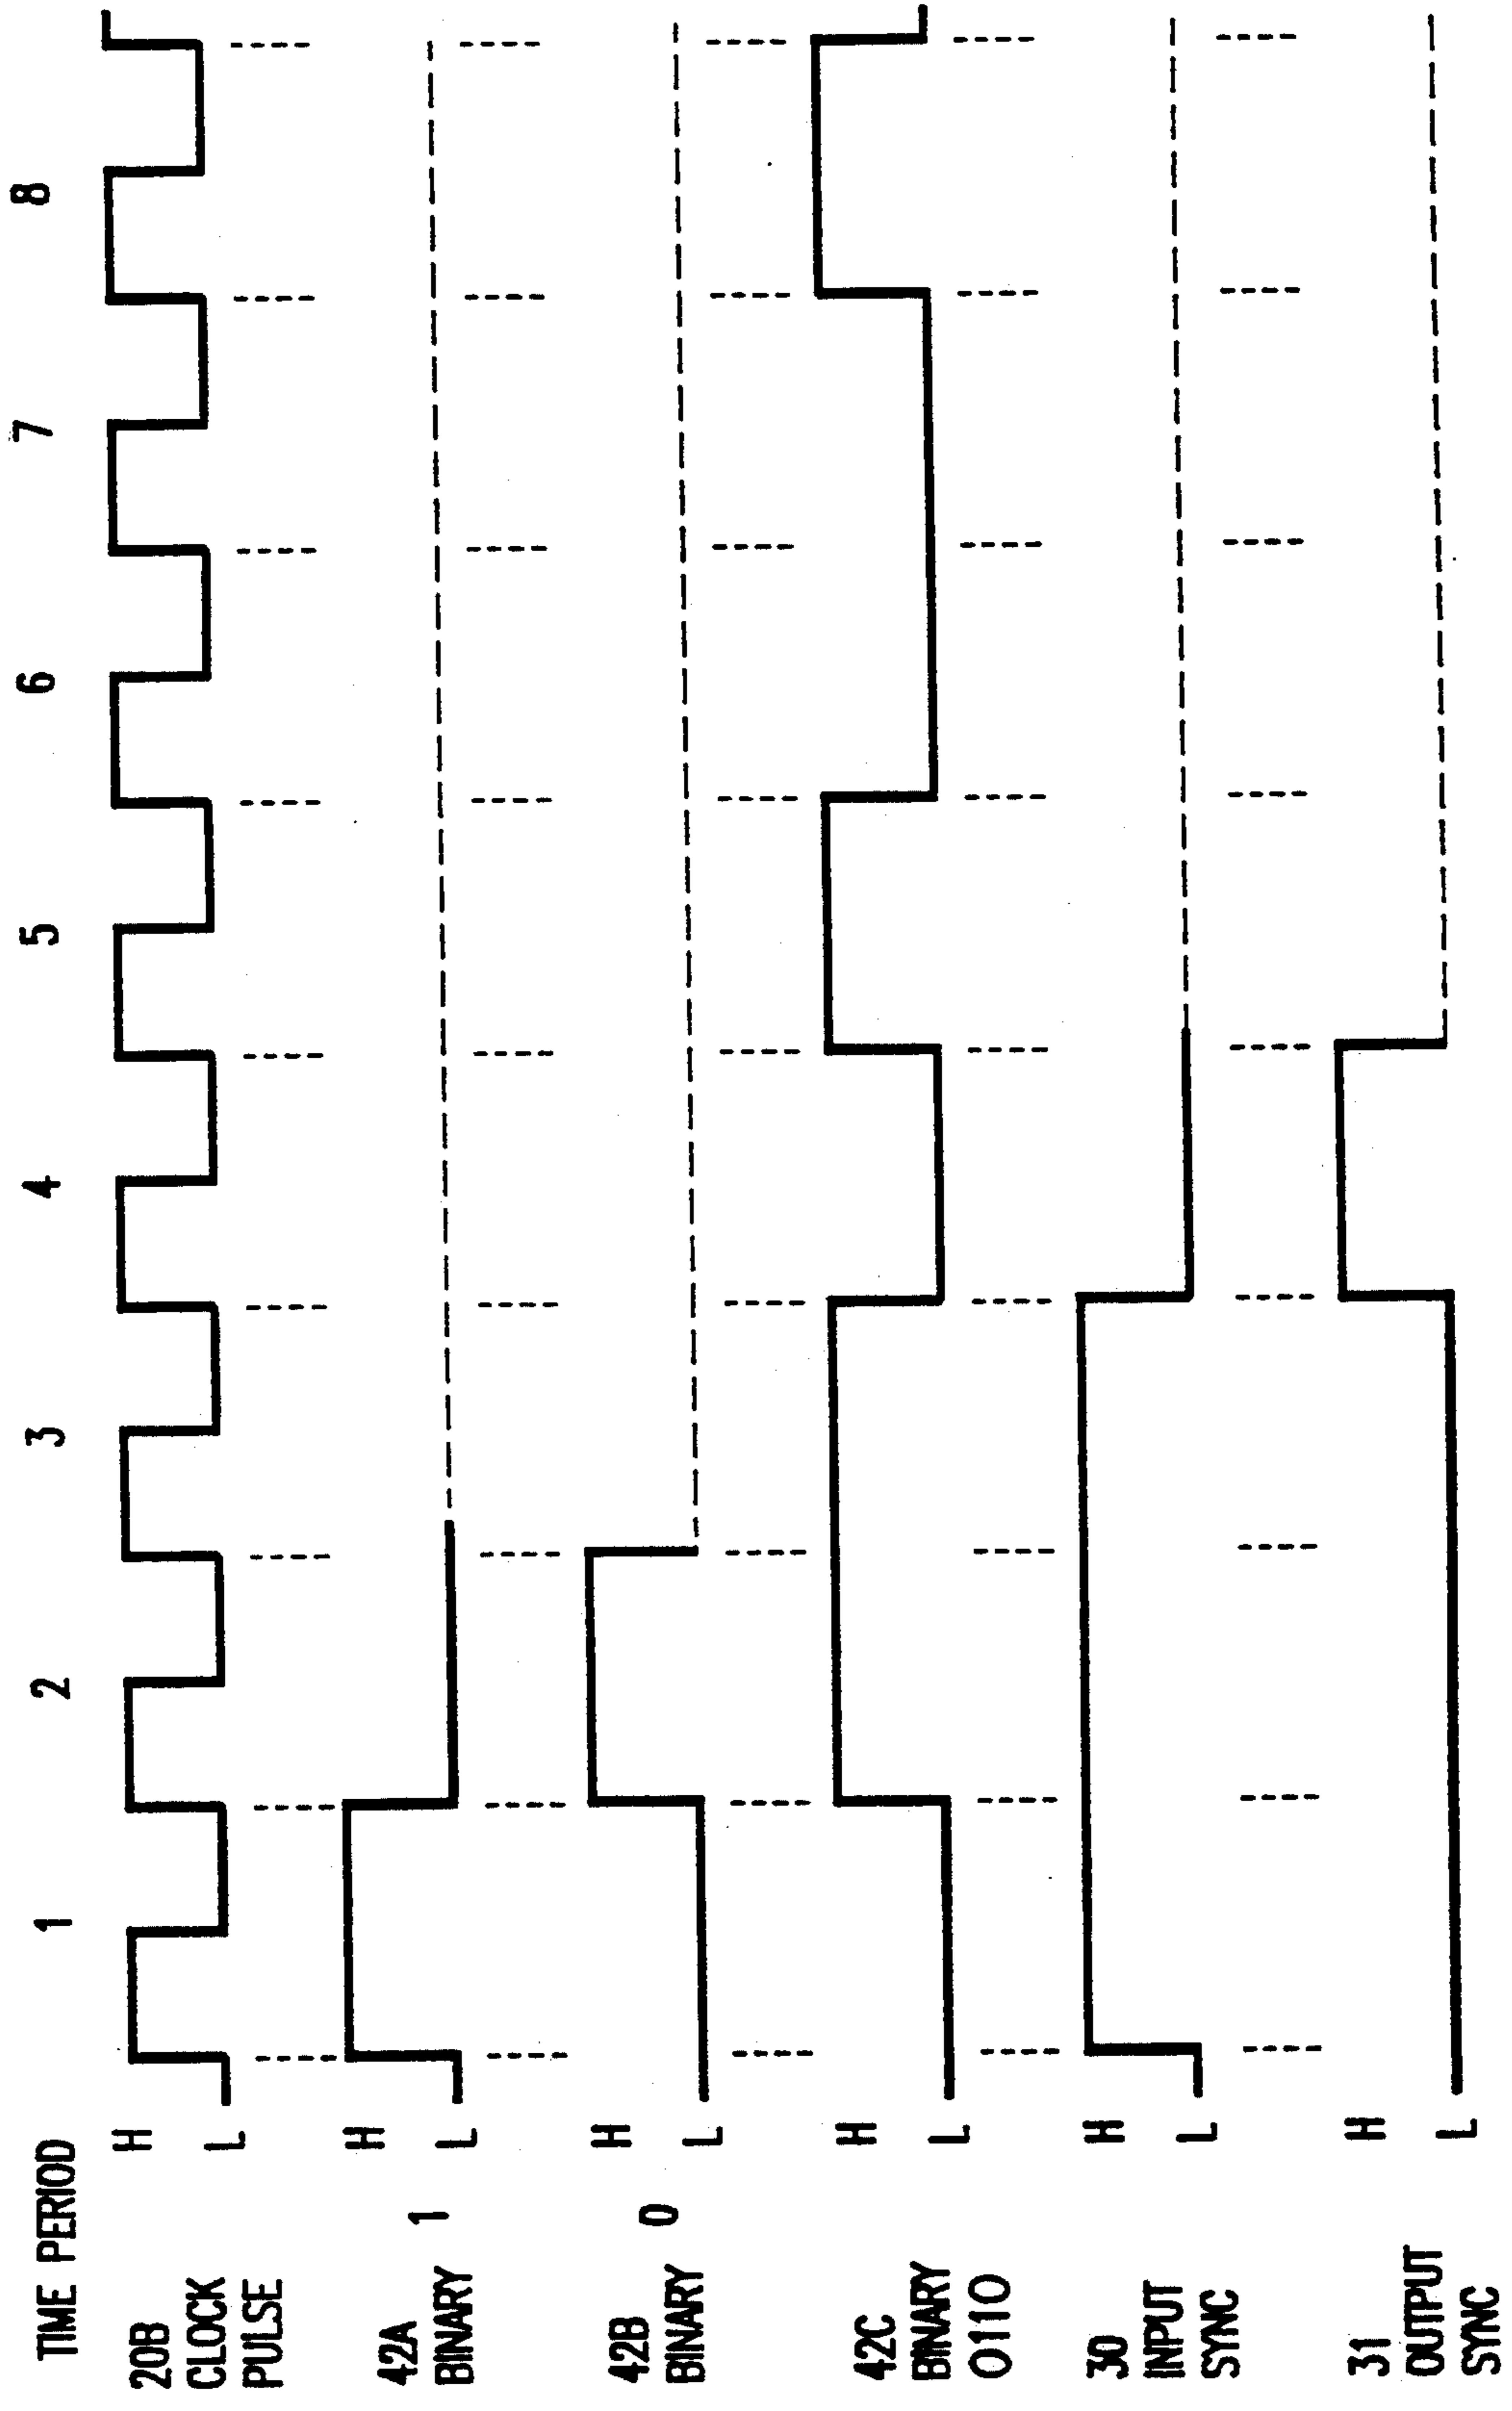 TIME PERIOD 1 2 3 4 5 6 7 8
20B H
CLOCK
PULSE L
42A H
BINARY 1 L
42B H
BINARY 0 L
42C H
BINARY L
0110
30 H
INPUT
SYNC L
31 H
OUTPUT
SYNC L